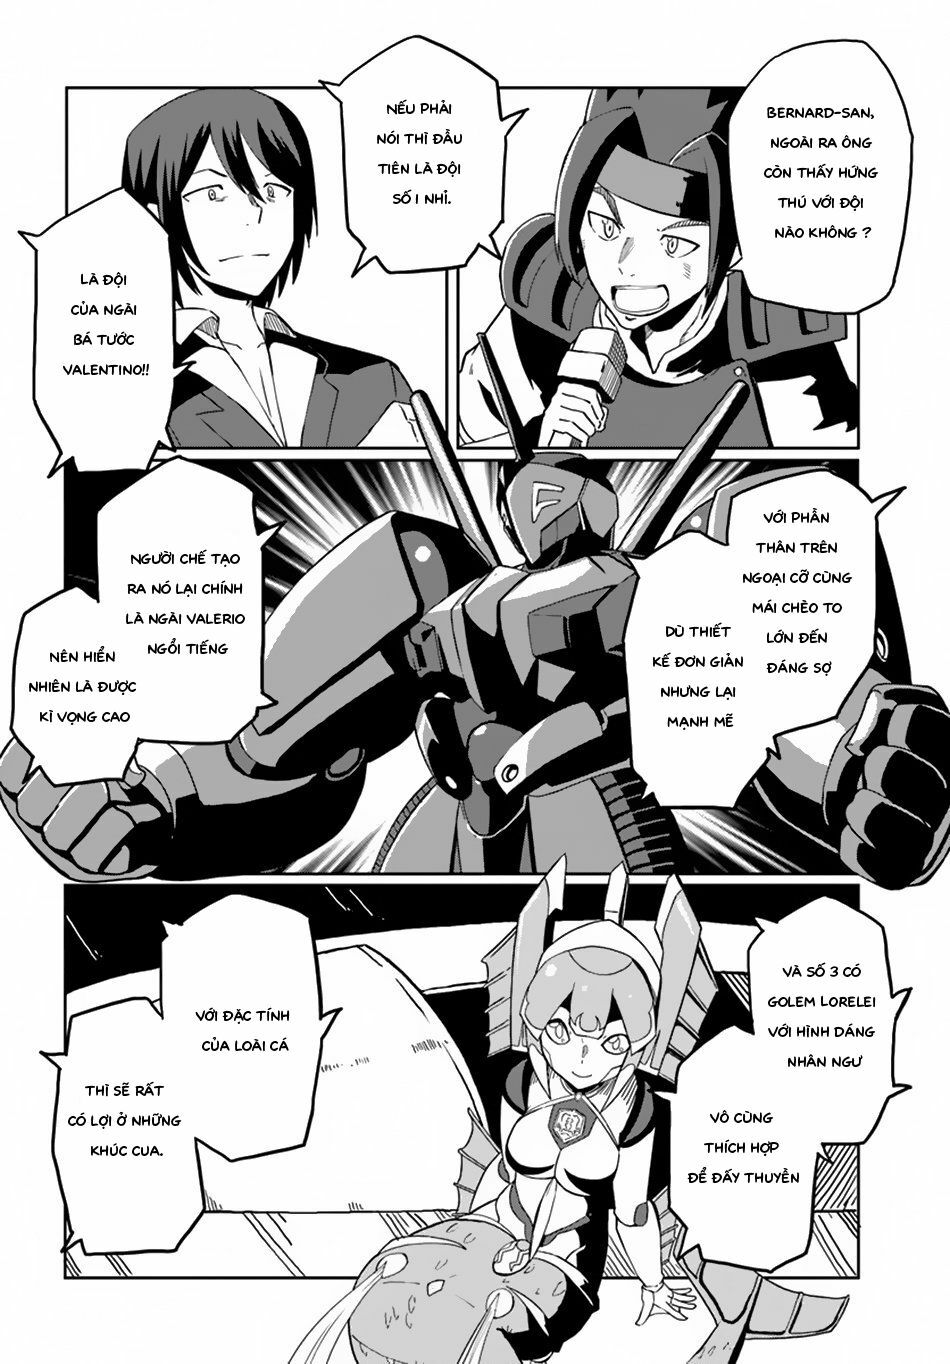 BERNARD-SAN,
NGOÀI RA ÔNG
CÒN THẤY HỨNG
THÚ VỚI ĐỘI
NÀO KHÔNG ?
NẾU PHẢI
NÓI THÌ ĐẦU
TIÊN LÀ ĐỘI
SỐ 1 NHỈ.
LÀ ĐỘI
CỦA NGÀI
BÁ TƯỚC
VALENTINO!!
VỚI PHẦN
THÂN TRÊN
NGOẠI CỠ CÙNG
MÁI CHÈO TO
LỚN ĐẾN
ĐÁNG SỢ
DÙ THIẾT
KẾ ĐƠN GIẢN
NHƯNG LẠI
MẠNH MẼ
NGƯỜI CHẾ TẠO
RA NÓ LẠI CHÍNH
LÀ NGÀI VALERIO
NGỔI TIẾNG
NÊN HIỂN
NHIÊN LÀ ĐƯỢC
KÌ VỌNG CAO
VÀ SỐ 3 CÓ
GOLEM LORELEI
VỚI HÌNH DÁNG
NHÂN NGƯ
VÔ CÙNG
THÍCH HỢP
ĐỂ ĐẤY THUYỀN
VỚI ĐẶC TÍNH
CỦA LOÀI CÁ
THÌ SẼ RẤT
CÓ LỢI Ở NHỮNG
KHÚC CUA.